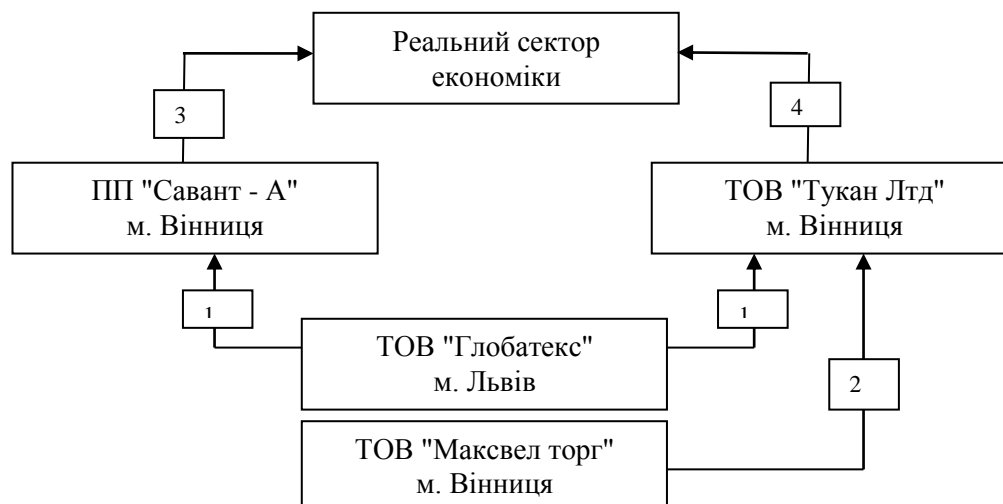 Реальний сектор
економіки
3
4
ПП "Савант - А"
м. Вінниця
ТОВ "Тукан Лтд"
м. Вінниця
1
1
ТОВ "Глобатекс"
м. Львів
2
ТОВ "Максвел торг"
м. Вінниця